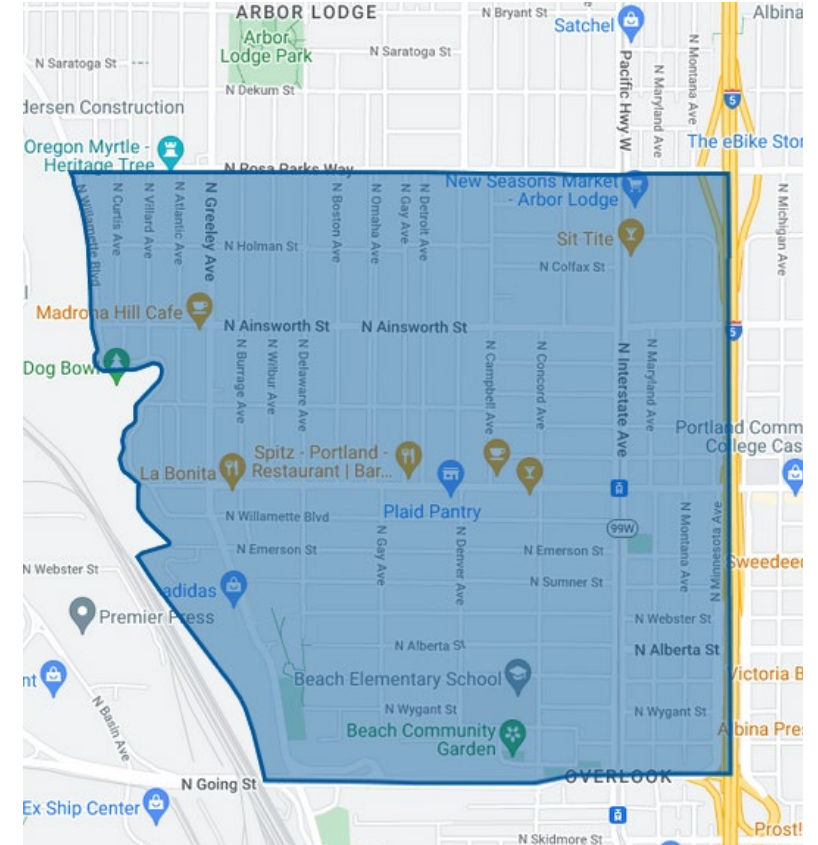 ARBOR LODGE
N Bryant St
Albina
Satchel
Arbor
Lodge Park
N Saratoga St
N Saratoga St
Pacific Hwy W
N Montana Ave
N Maryland Ave
N Dekum St
5
dersen Construction
The eBike Stor
Oregon Myrtle -
Heritage Tree
N Rosa Parks Way
New Seasons Market
- Arbor Lodge
N Willamette Blvd
N Curtis Ave
N Villard Ave
N Atlantic Ave
N Greeley Ave
N Boston Ave
N Omaha Ave
N Gay Ave
N Detroit Ave
N Michigan Ave
Sit Tite
N Holman St
N Colfax St
Madrona Hill Cafe
N Ainsworth St
N Ainsworth St
5
Dog Bowl
N Burrage Ave
N Wilbur Ave
N Delaware Ave
N Campbell Ave
N Concord Ave
N Interstate Ave
N Maryland Ave
Portland Comm
College Cas
La Bonita
Spitz - Portland -
Restaurant | Bar...
Plaid Pantry
N Willamette Blvd
99W
N Montana Ave
N Minnesota Ave
N Emerson St
N Gay Ave
N Denver Ave
N Emerson St
Sweedeed
N Webster St
adidas
N Sumner St
Premier Press
N Webster St
N Alberta St
N Alberta St
nt
Beach Elementary School
Victoria B
N Basin Ave
N Wygant St
N Wygant St
Beach Community
Garden
Albina Pres
N Going St
OVERLOOK
Ex Ship Center
N Skidmore St
Prost!